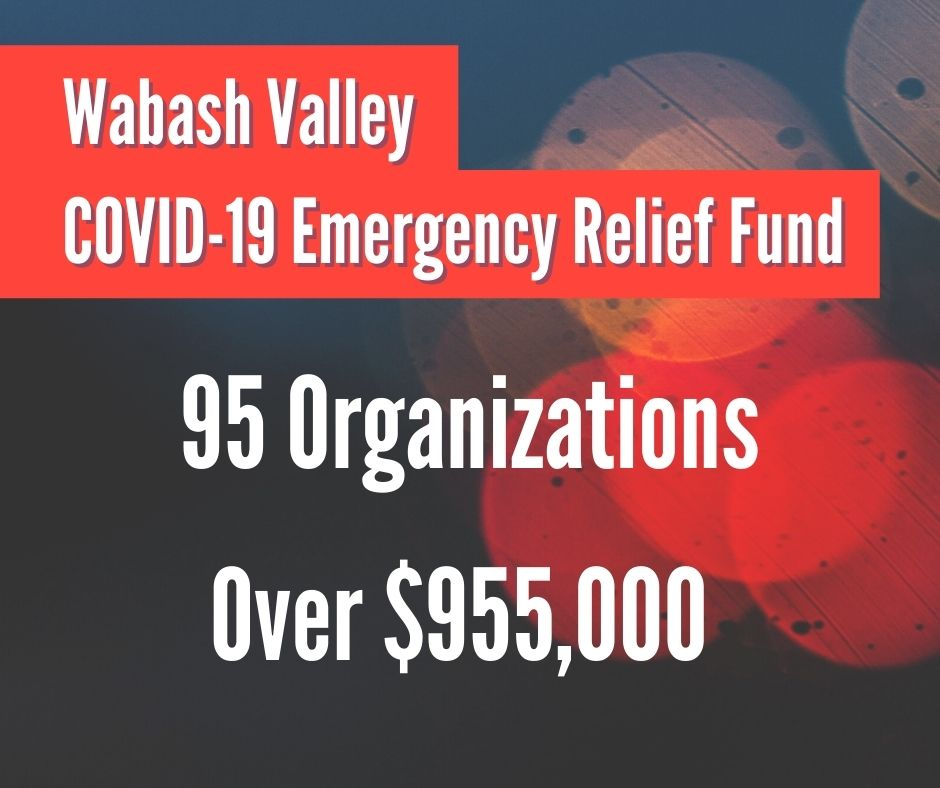 Wabash Valley
COVID-19 Emergency Relief Fund
95 Organizations
Over $955,000